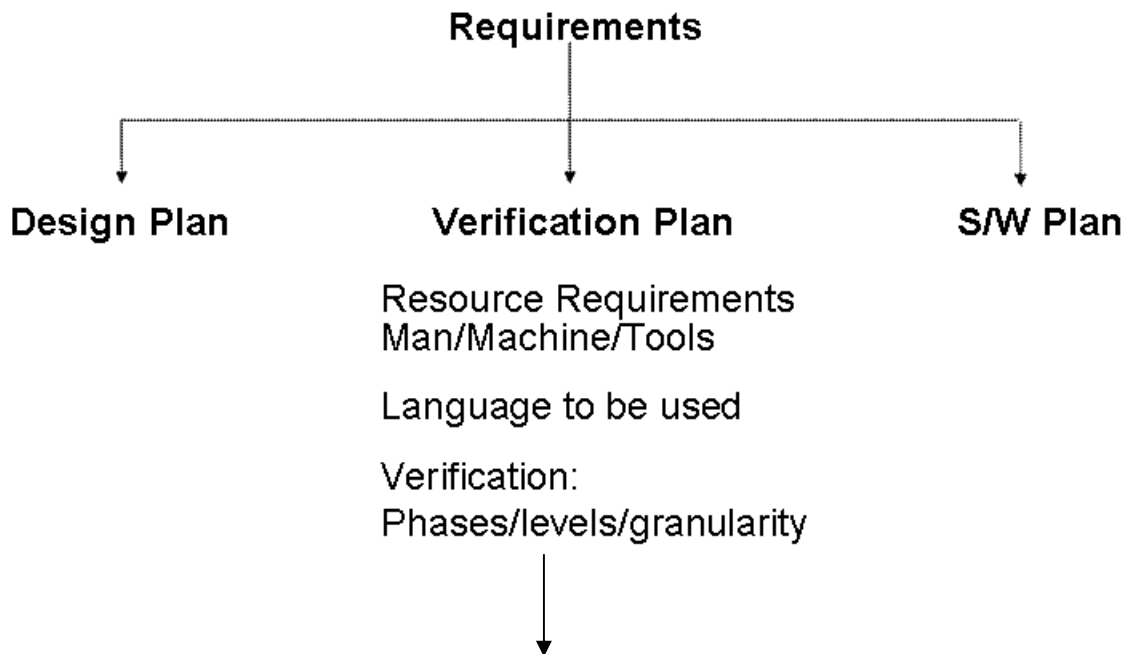 Requirements
Design Plan
Verification Plan
S/W Plan
Resource Requirements
Man/Machine/Tools
Language to be used
Verification:
Phases/levels/granularity